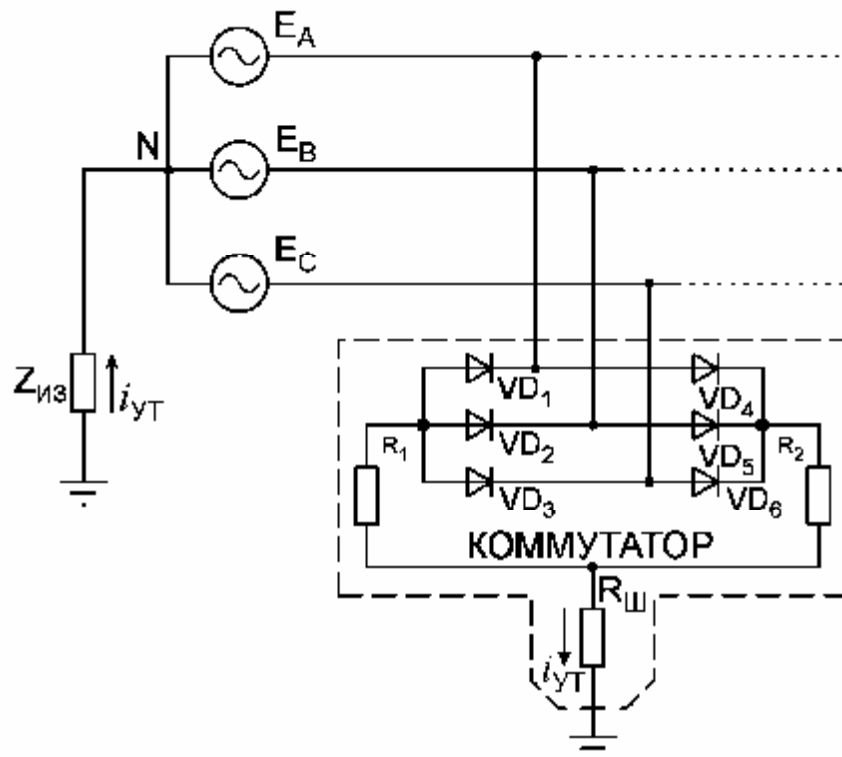 E_A
N
E_B
E_C
Z_ИЗ
i_УТ
VD_1
VD_4
R_1
VD_2
VD_5
R_2
VD_3
VD_6
КОММУТАТОР
R_Ш
i_УТ